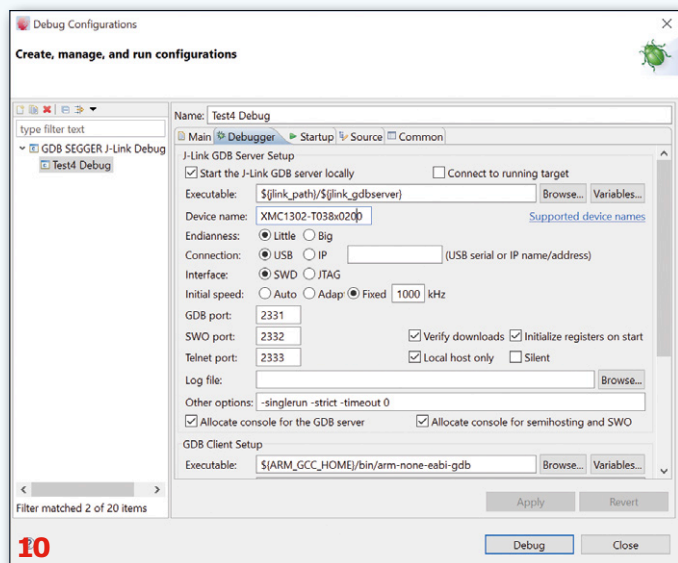 Debug Configurations
Create, manage, and run configurations
type filter text
GDB SEGGER J-Link Debug
Test4 Debug
Filter matched 2 of 20 items
Name: Test4 Debug
Main Debugger Startup Source Common
J-Link GDB Server Setup
Start the J-Link GDB server locally Connect to running target
Executable: ${jlink_path}/${jlink_gdbserver} Browse... Variables...
Device name: XMC1302-T038x0200 Supported device names
Endianness: Little Big
Connection: USB IP (USB serial or IP name/address)
Interface: SWD JTAG
Initial speed: Auto Adap Fixed 1000 kHz
GDB port: 2331
SWO port: 2332 Verify downloads Initialize registers on start
Telnet port: 2333 Local host only Silent
Log file: Browse...
Other options: -singlerun -strict -timeout 0
Allocate console for the GDB server Allocate console for semihosting and SWO
GDB Client Setup
Executable: ${ARM_GCC_HOME}/bin/arm-none-eabi-gdb Browse... Variables...
Apply Revert
10 Debug Close